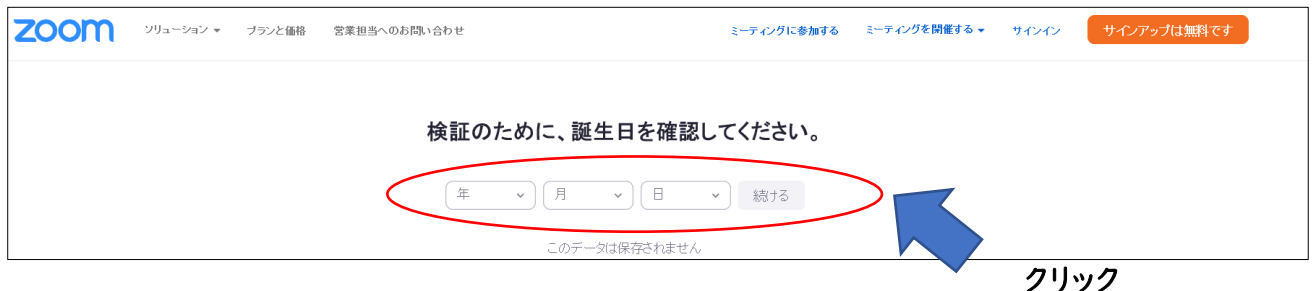 zoom ソリューション プランと価格 営業担当へのお問い合わせ ミーティングに参加する ミーティングを開催する サインイン サインアップは無料です
検証のために、誕生日を確認してください。
年 月 日 続ける
このデータは保存されません
クリック